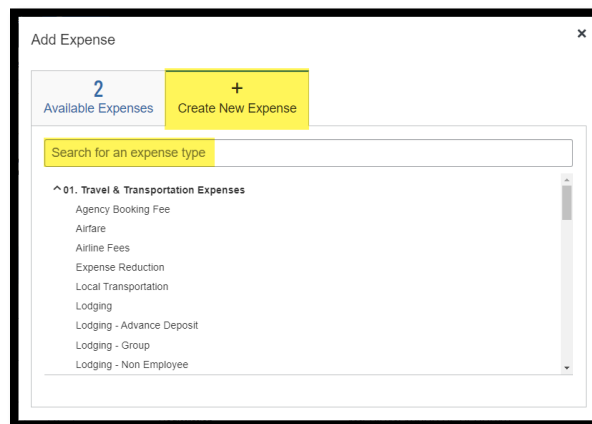 Add Expense
×
2
Available Expenses
+
Create New Expense
Search for an expense type
01. Travel & Transportation Expenses
Agency Booking Fee
Airfare
Airline Fees
Expense Reduction
Local Transportation
Lodging
Lodging - Advance Deposit
Lodging - Group
Lodging - Non Employee